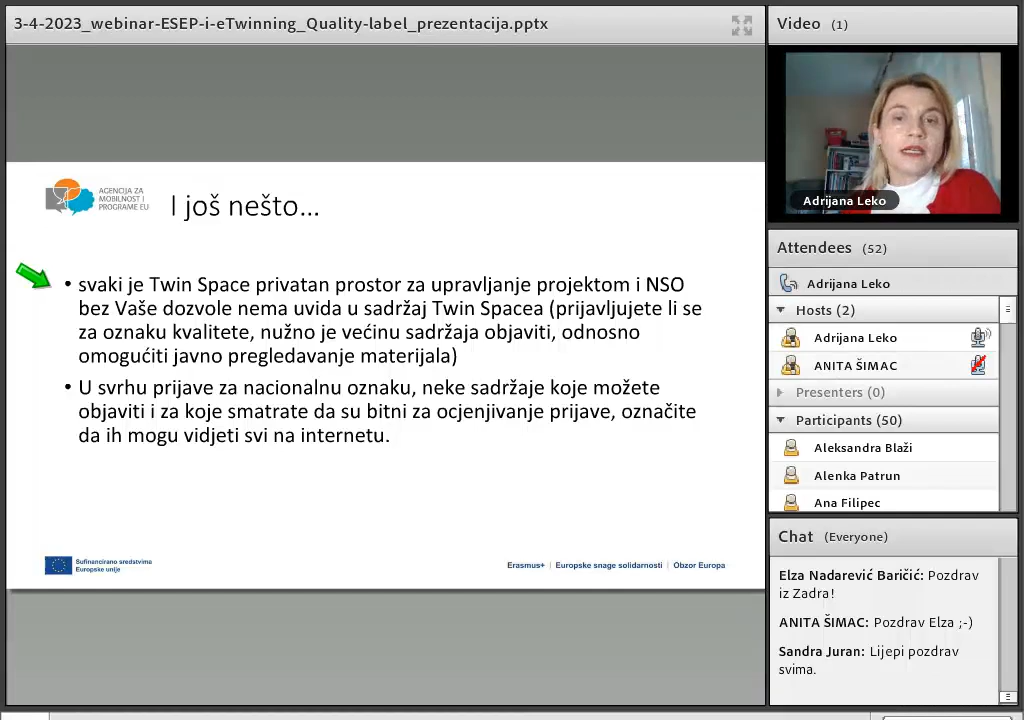 3-4-2023_webinar-ESEP-i-eTwinning_Quality-label_prezentacija.pptx
AGENCIJA ZA
MOBILNOST I
PROGRAME EU
I još nešto...
• svaki je Twin Space privatan prostor za upravljanje projektom i NSO
bez Vaše dozvole nema uvida u sadržaj Twin Spacea (prijavljujete li se
za oznaku kvalitete, nužno je većinu sadržaja objaviti, odnosno
omogućiti javno pregledavanje materijala)
• U svrhu prijave za nacionalnu oznaku, neke sadržaje koje možete
objaviti i za koje smatrate da su bitni za ocjenjivanje prijave, označite
da ih mogu vidjeti svi na internetu.
Sufinancirano sredstvima
Europske unije
Erasmus+ | Europske snage solidarnosti | Obzor Europa
Video (1)
Adrijana Leko
Attendees (52)
Adrijana Leko
Hosts (2)
Adrijana Leko
ANITA ŠIMAC
Presenters (0)
Participants (50)
Aleksandra Blaži
Alenka Patrun
Ana Filipec
Chat (Everyone)
Elza Nadarević Baričić: Pozdrav
iz Zadra!
ANITA ŠIMAC: Pozdrav Elza ;-)
Sandra Juran: Lijepi pozdrav
svima.